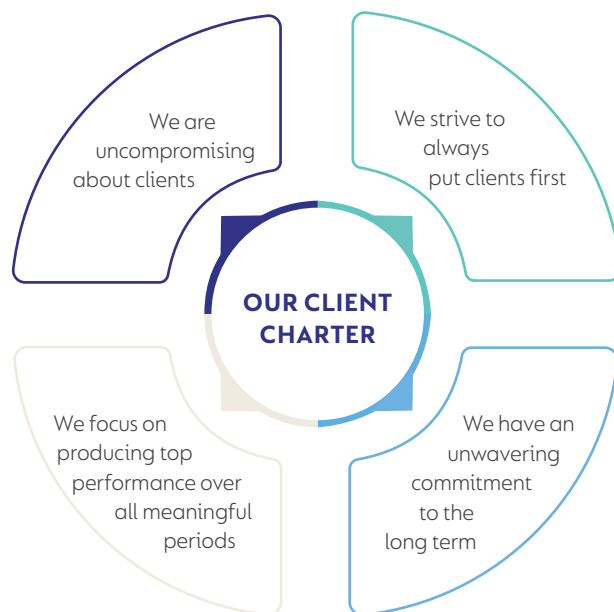 We are
uncompromising
about clients
We strive to
always
put clients first
OUR CLIENT
CHARTER
We focus on
producing top
performance over
all meaningful
periods
We have an
unwavering
commitment
to the
long term